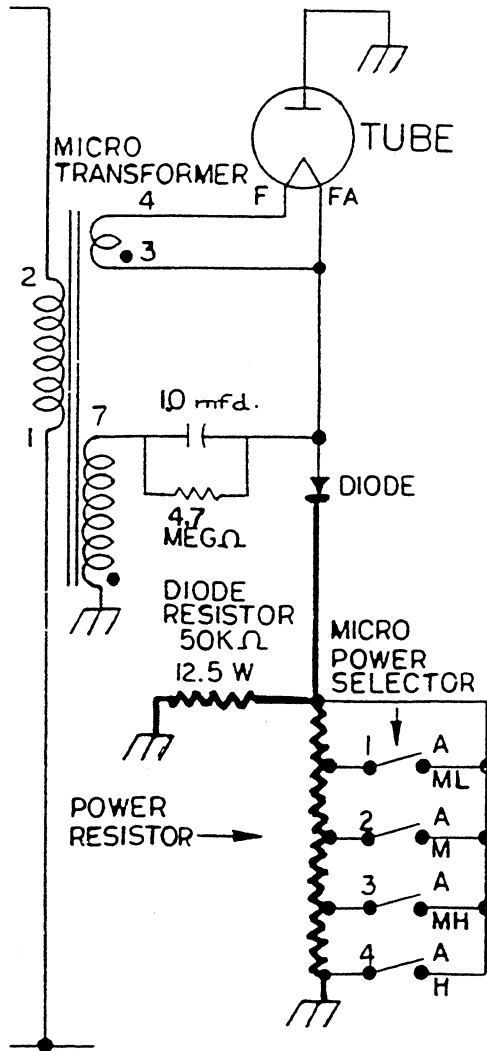 TUBE
MICRO
TRANSFORMER
F
FA
4
3
2
1
7
1.0 mfd.
4.7
MEGΩ
DIODE
DIODE
RESISTOR
50KΩ
12.5 W
MICRO
POWER
SELECTOR
1
A
ML
POWER
RESISTOR
2
A
M
3
A
MH
4
A
H